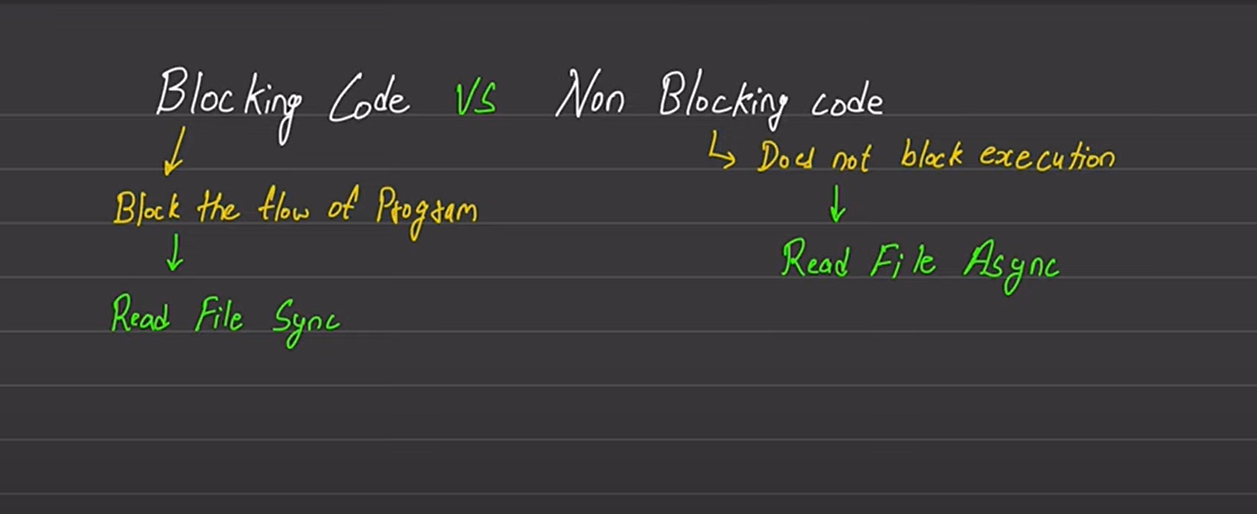 Blocking Code VS Non Blocking code
Does not block execution
Block the flow of Program
Read File Async
Read File Sync